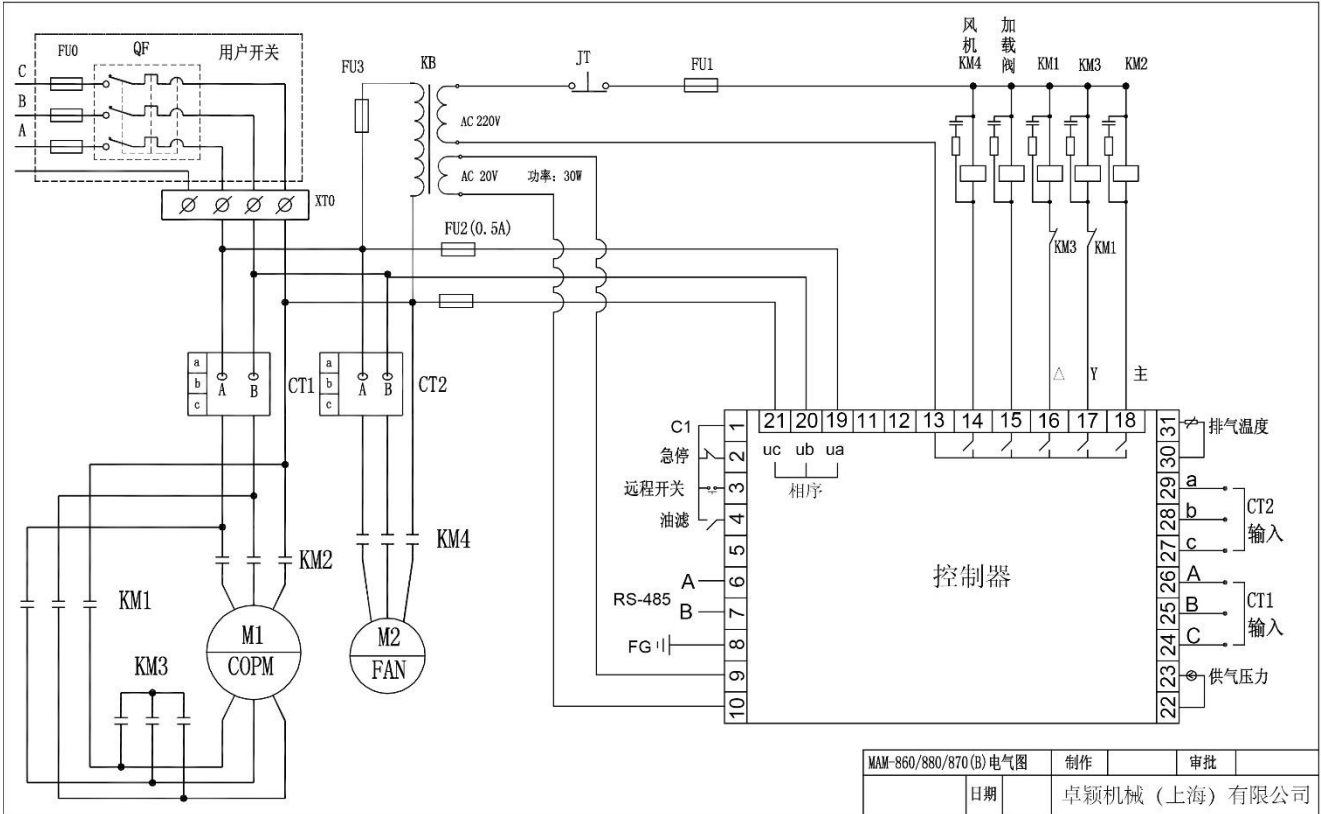 FU0
QF
用户开关
C
B
A
XT0
FU3
KB
JT
FU1
AC 220V
AC 20V
功率: 30W
FU2(0.5A)
风机
KM4
加载阀
KM1
KM3
KM2
KM3
KM1
△
Y
主
a
b
c
A
B
CT1
a
b
c
A
B
CT2
KM2
KM4
KM1
KM3
M1
COPM
M2
FAN
C1
急停
远程开关
油滤
A
RS-485
B
FG
1
2
3
4
5
6
7
8
9
10
21 20 19 11 12 13 14 15 16 17 18
uc ub ua
相序
控制器
31
30
29
28
27
26
25
24
23
22
排气温度
a
b
c
CT2
输入
A
B
C
CT1
输入
供气压力
MAM-860/880/870(B)电气图
制作
审批
日期
卓颖机械（上海）有限公司